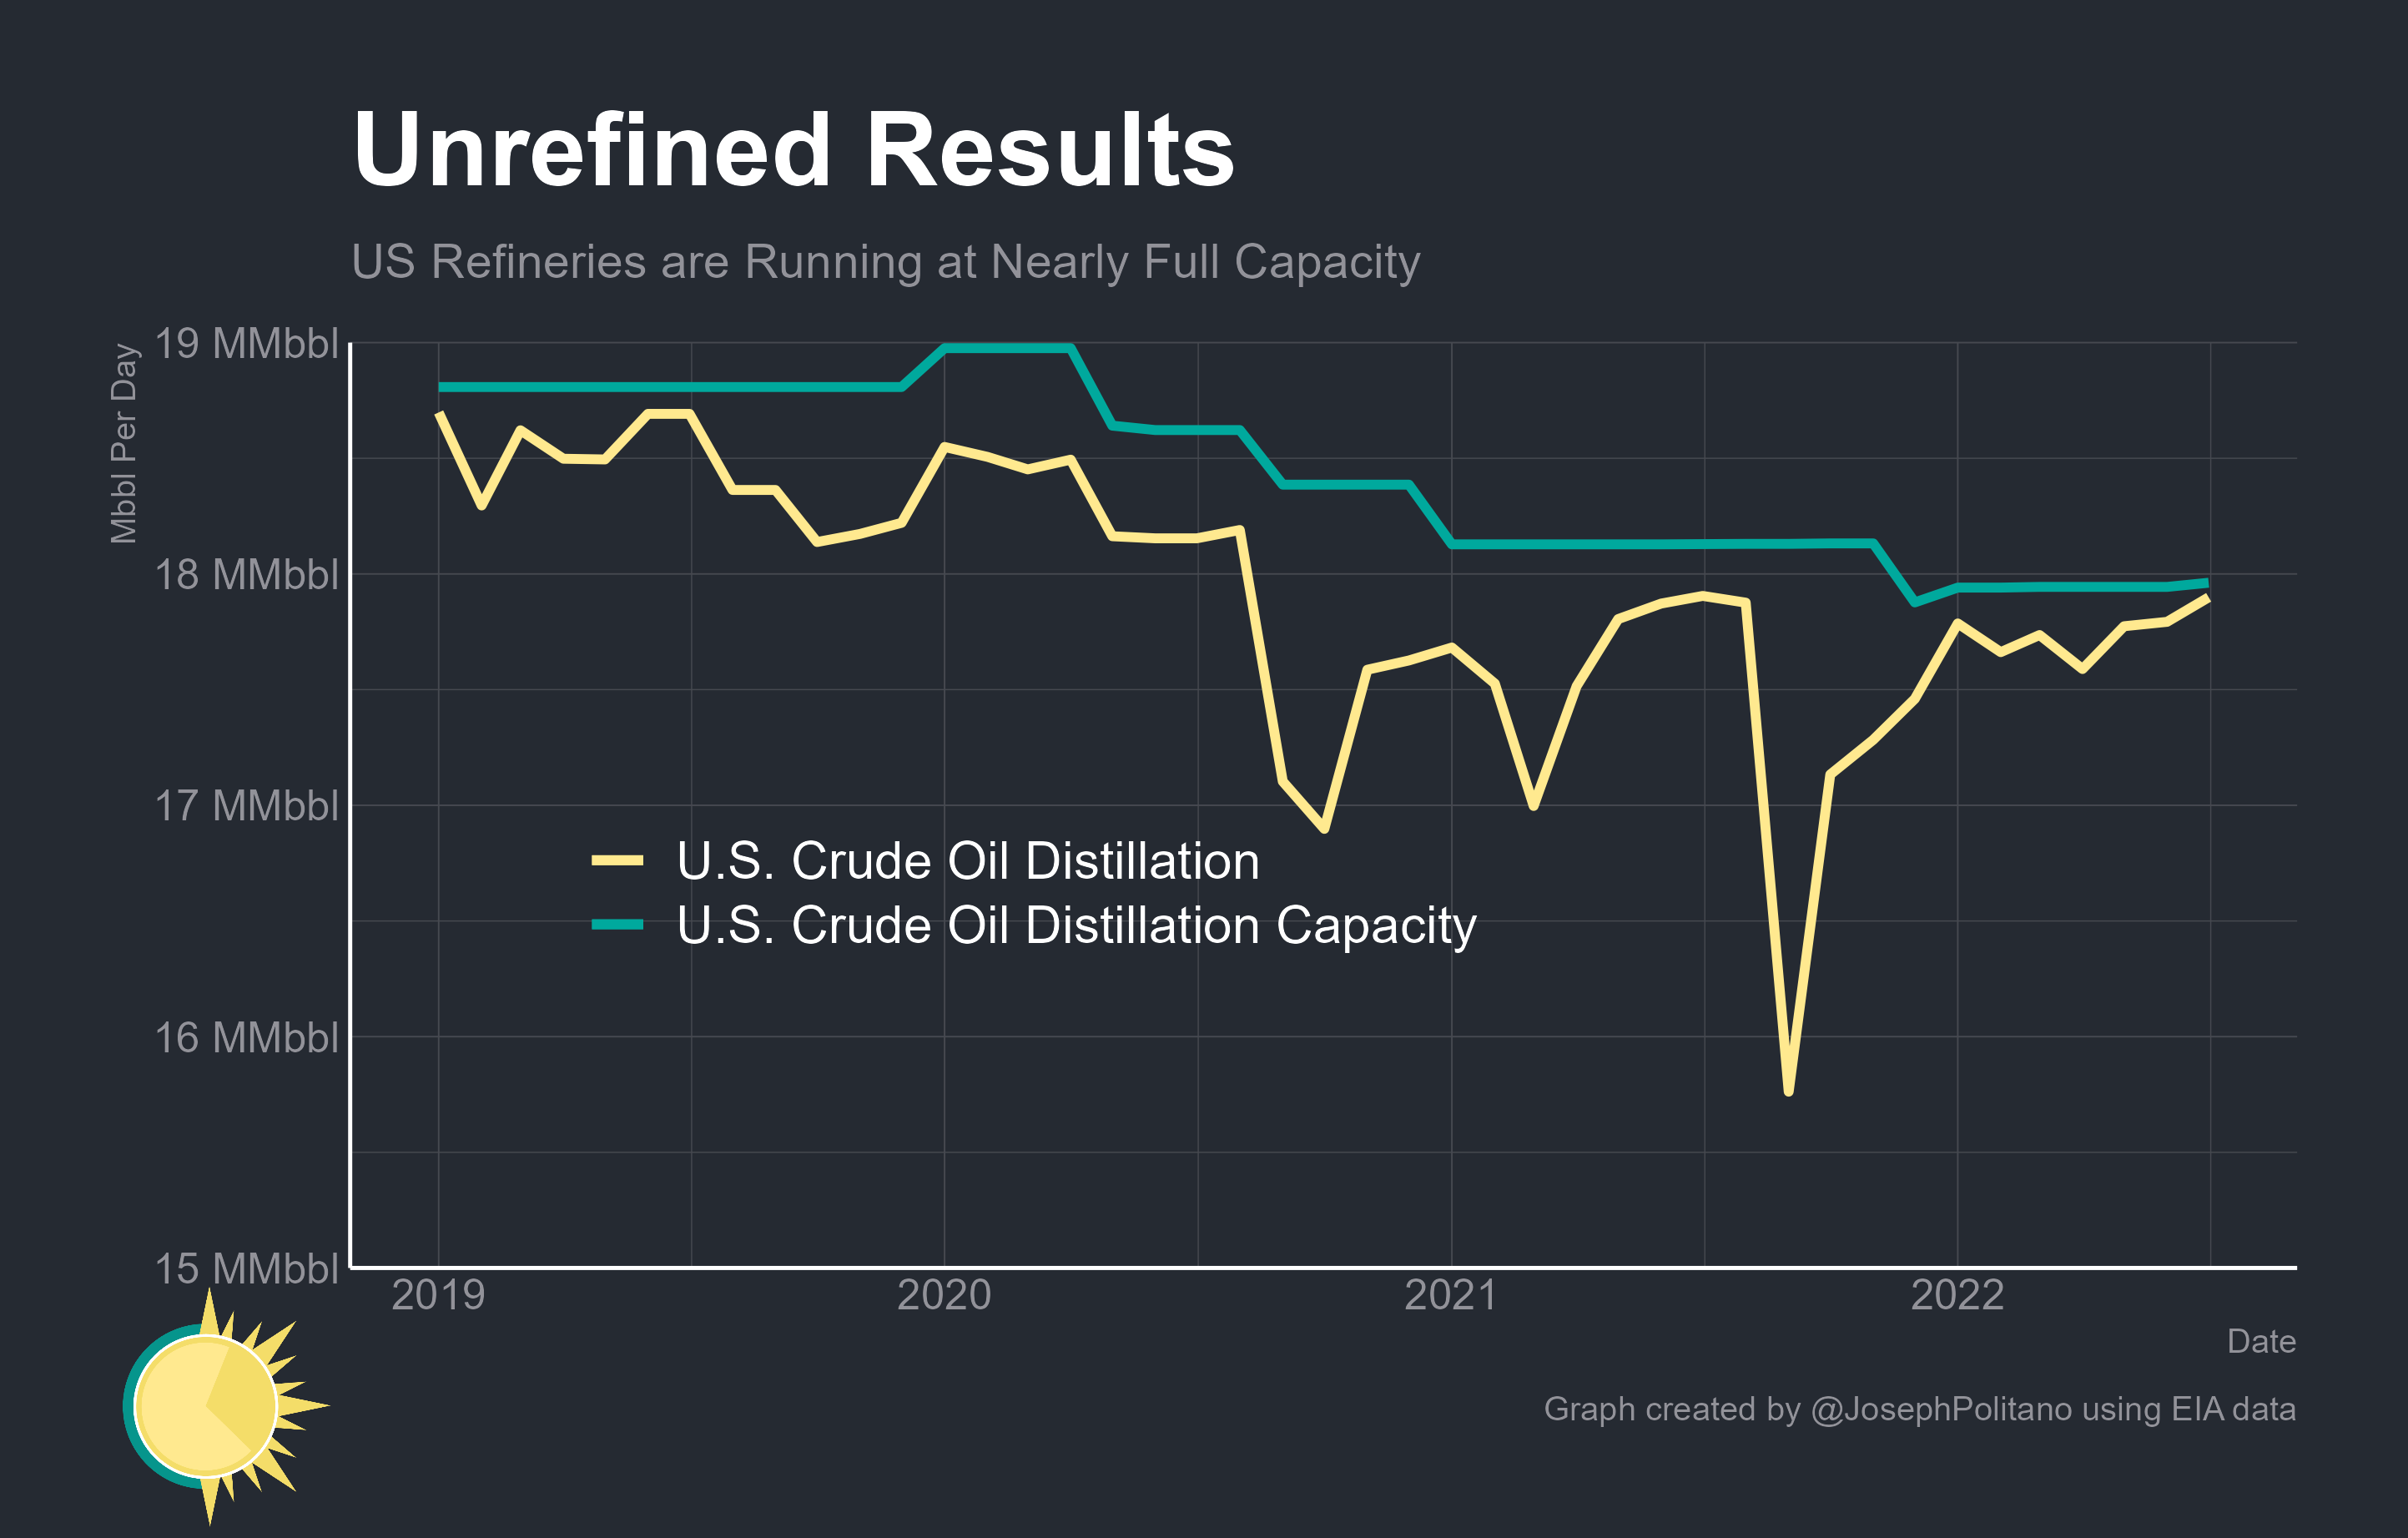 Unrefined Results
US Refineries are Running at Nearly Full Capacity
Mbbl Per Day
19 MMbbl
18 MMbbl
17 MMbbl
16 MMbbl
15 MMbbl
U.S. Crude Oil Distillation
U.S. Crude Oil Distillation Capacity
2019 2020 2021 2022
Date
Graph created by @JosephPolitano using EIA data